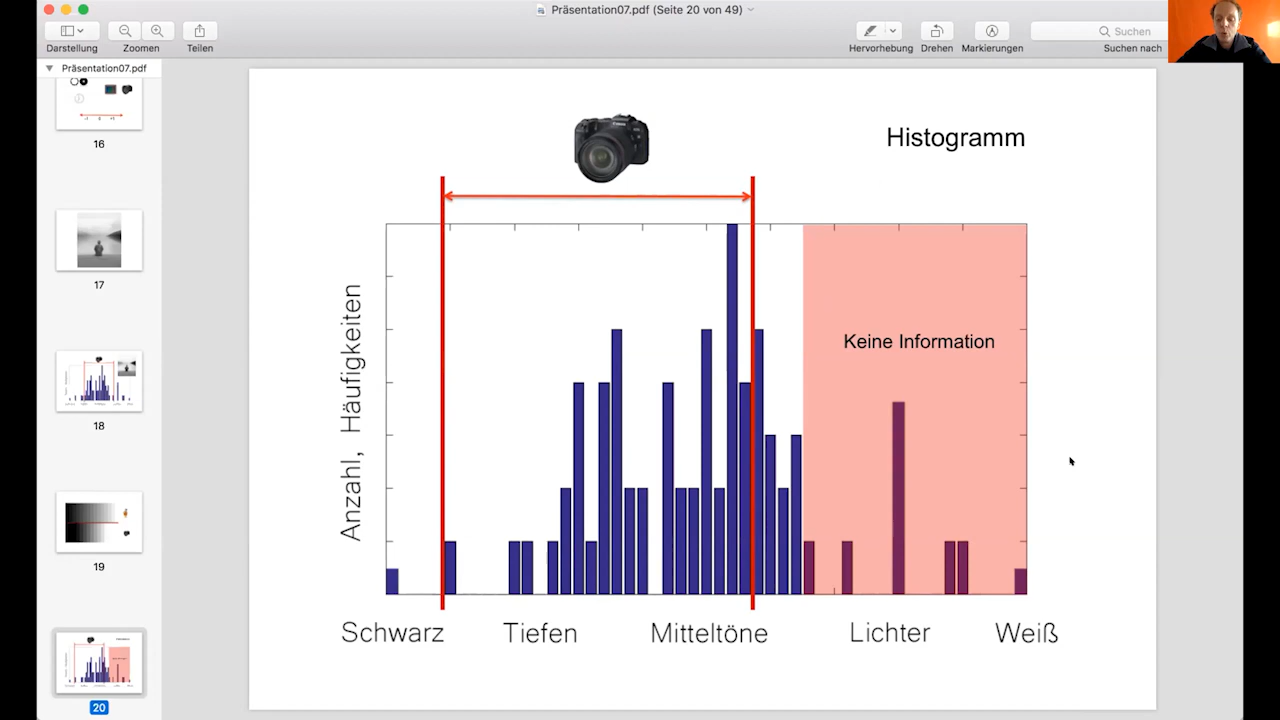 Präsentation07.pdf (Seite 20 von 49)
Darstellung
Zoomen
Teilen
Hervorhebung
Drehen
Markierungen
Suchen
Suchen nach
Präsentation07.pdf
16
17
18
19
20
Histogramm
Keine Information
Anzahl, Häufigkeiten
Schwarz
Tiefen
Mitteltöne
Lichter
Weiß